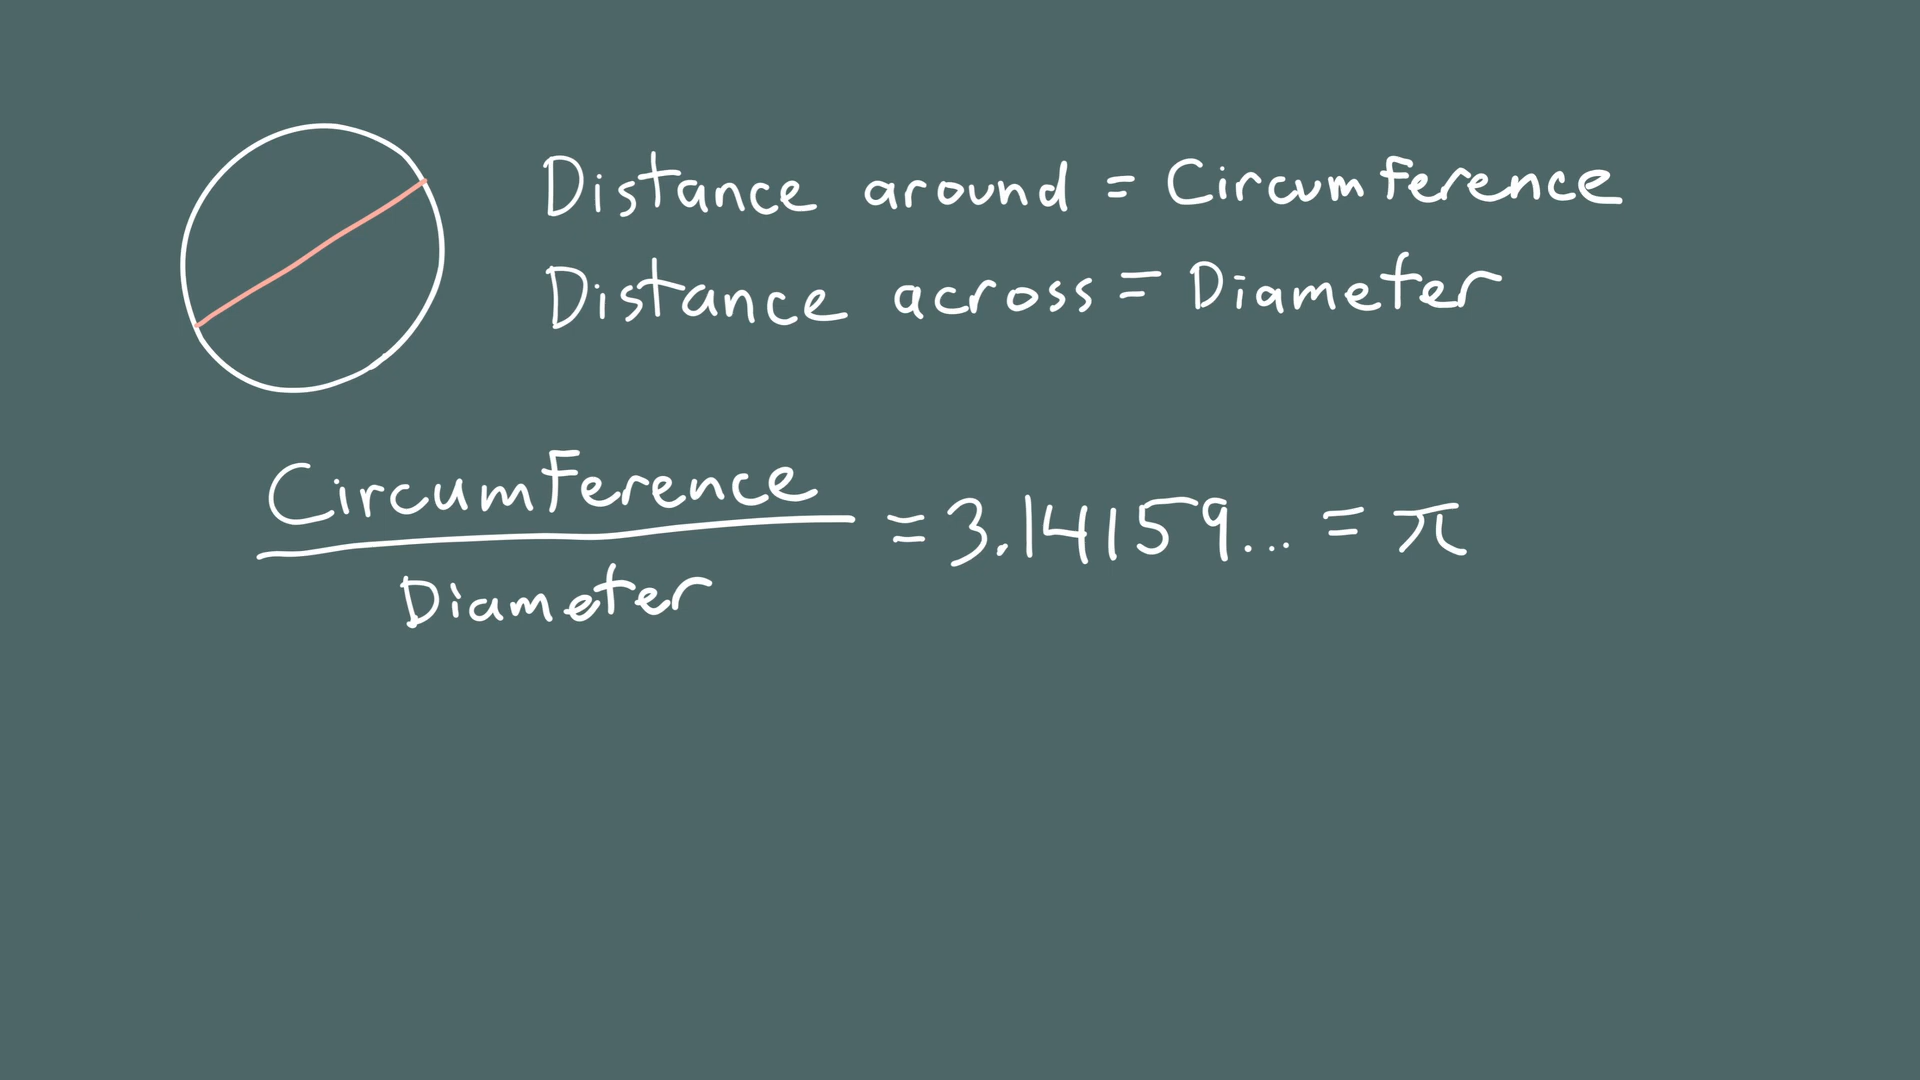 Distance around = Circumference
Distance across = Diameter
Circumference
Diameter
= 3.14159... = π